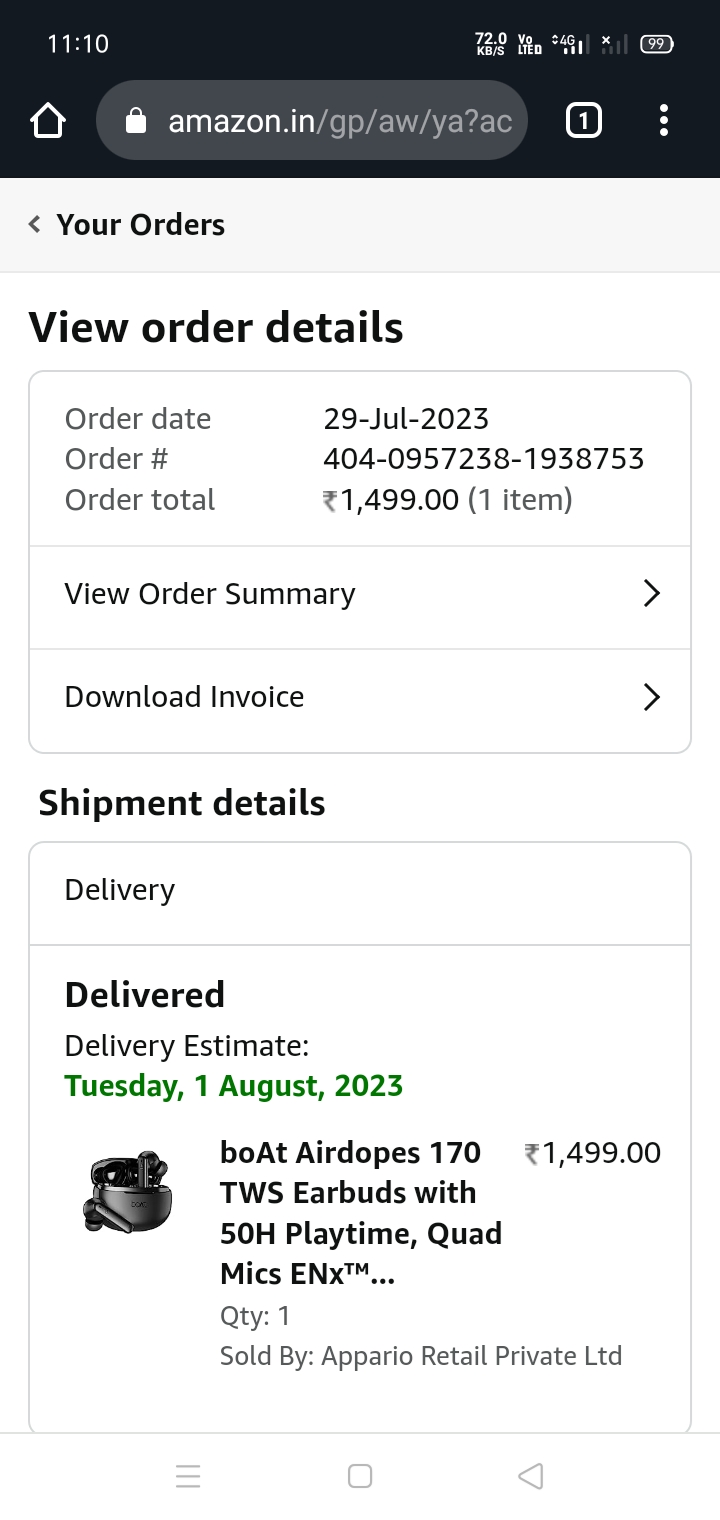 11:10
72.0 KB/S
Vo LTED
4G
99
amazon.in/gp/aw/ya?ac
1
Your Orders
View order details
Order date 29-Jul-2023
Order # 404-0957238-1938753
Order total ₹1,499.00 (1 item)
View Order Summary
Download Invoice
Shipment details
Delivery
Delivered
Delivery Estimate:
Tuesday, 1 August, 2023
boAt Airdopes 170 ₹1,499.00
TWS Earbuds with
50H Playtime, Quad
Mics ENx™...
Qty: 1
Sold By: Appario Retail Private Ltd